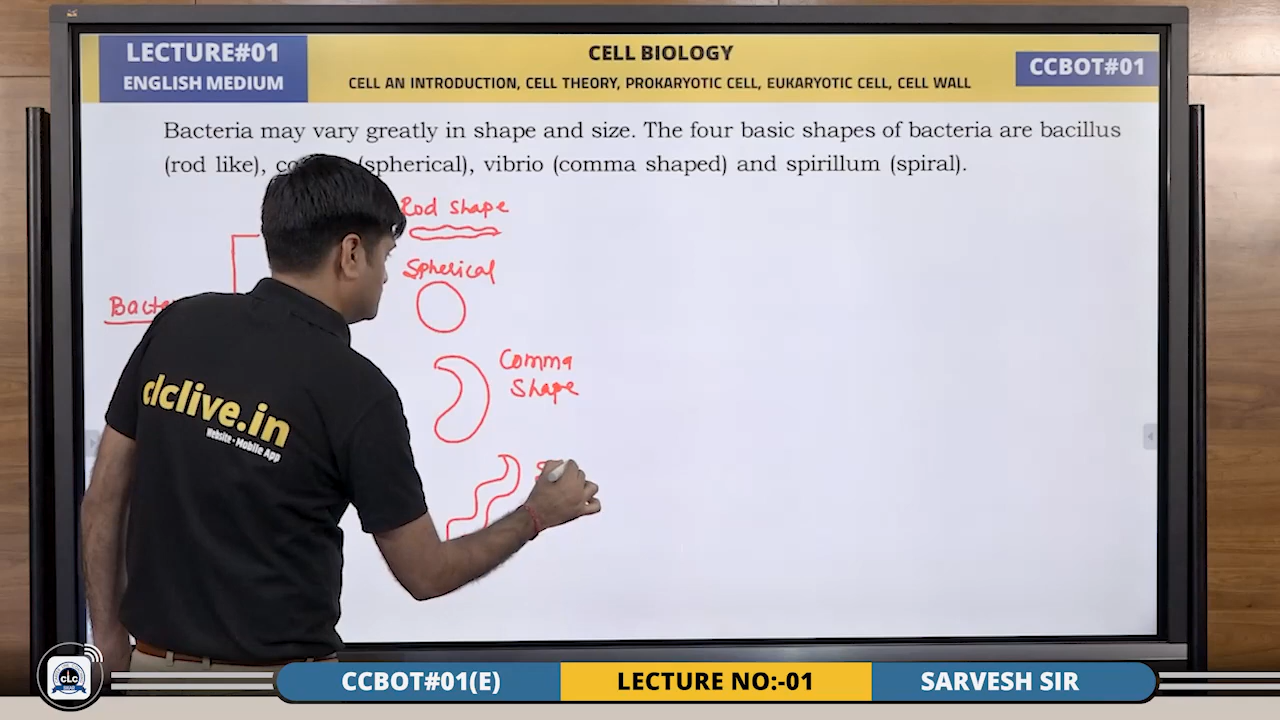 LECTURE#01
ENGLISH MEDIUM
CELL BIOLOGY
CELL AN INTRODUCTION, CELL THEORY, PROKARYOTIC CELL, EUKARYOTIC CELL, CELL WALL
CCBOT#01
Bacteria may vary greatly in shape and size. The four basic shapes of bacteria are bacillus
(rod like), (spherical), vibrio (comma shaped) and spirillum (spiral).
Rod shape
Spherical
Comma
Shape
clclive.in
Website - Mobile App
CLC
CCBOT#01(E)
LECTURE NO:-01
SARVESH SIR